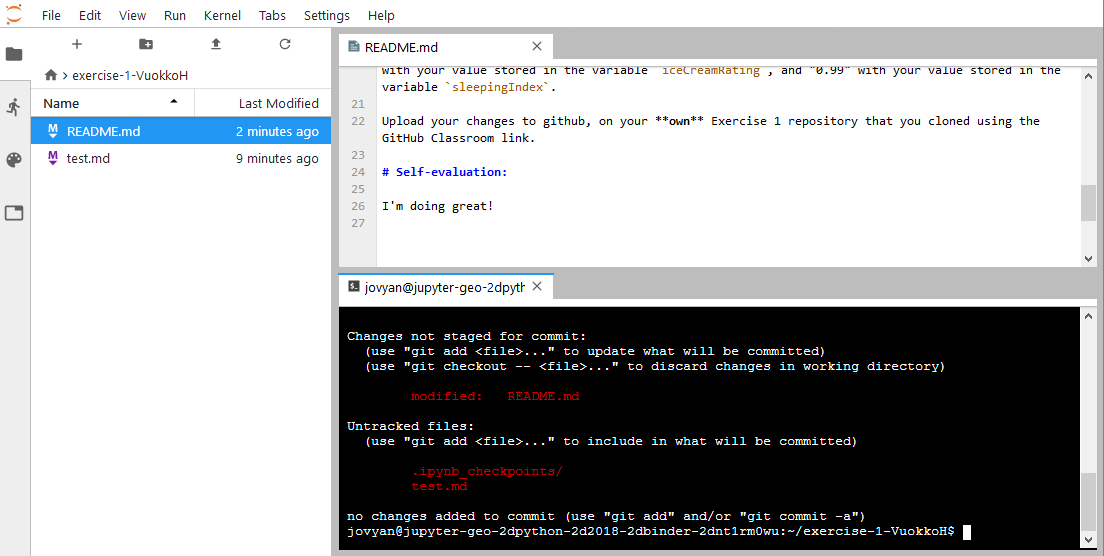 File Edit View Run Kernel Tabs Settings Help
exercise-1-VuokkoH
Name Last Modified
README.md 2 minutes ago
test.md 9 minutes ago
README.md
with your value stored in the variable `iceCreamRating`, and "0.99" with your value stored in the
variable `sleepingIndex`.
21
22 Upload your changes to github, on your **own** Exercise 1 repository that you cloned using the
GitHub Classroom link.
23
24 # Self-evaluation:
25
26 I'm doing great!
27
jovyan@jupyter-geo-2dpyth
Changes not staged for commit:
(use "git add <file>..." to update what will be committed)
(use "git checkout -- <file>..." to discard changes in working directory)
modified: README.md
Untracked files:
(use "git add <file>..." to include in what will be committed)
.ipynb_checkpoints/
test.md
no changes added to commit (use "git add" and/or "git commit -a")
jovyan@jupyter-geo-2dpython-2d2018-2dbinder-2dnt1rm0wu:~/exercise-1-VuokkoH$